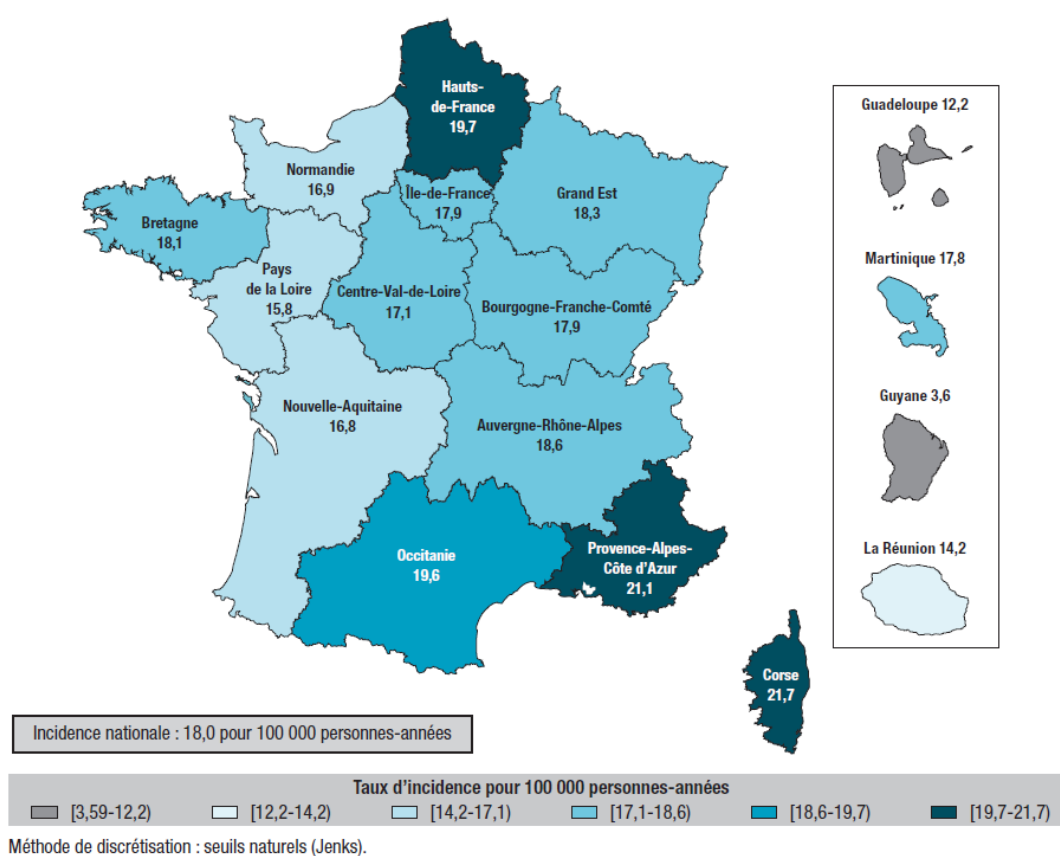 Hauts-
de-France
19,7
Normandie
16,9
Île-de-France
17,9
Grand Est
18,3
Bretagne
18,1
Pays
de la Loire
15,8
Centre-Val-de-Loire
17,1
Bourgogne-Franche-Comté
17,9
Nouvelle-Aquitaine
16,8
Auvergne-Rhône-Alpes
18,6
Occitanie
19,6
Provence-Alpes-
Côte d'Azur
21,1
Corse
21,7
Guadeloupe 12,2
Martinique 17,8
Guyane 3,6
La Réunion 14,2
Incidence nationale : 18,0 pour 100 000 personnes-années
Taux d'incidence pour 100 000 personnes-années
[3,59-12,2) [12,2-14,2) [14,2-17,1) [17,1-18,6) [18,6-19,7) [19,7-21,7)
Méthode de discrétisation : seuils naturels (Jenks).